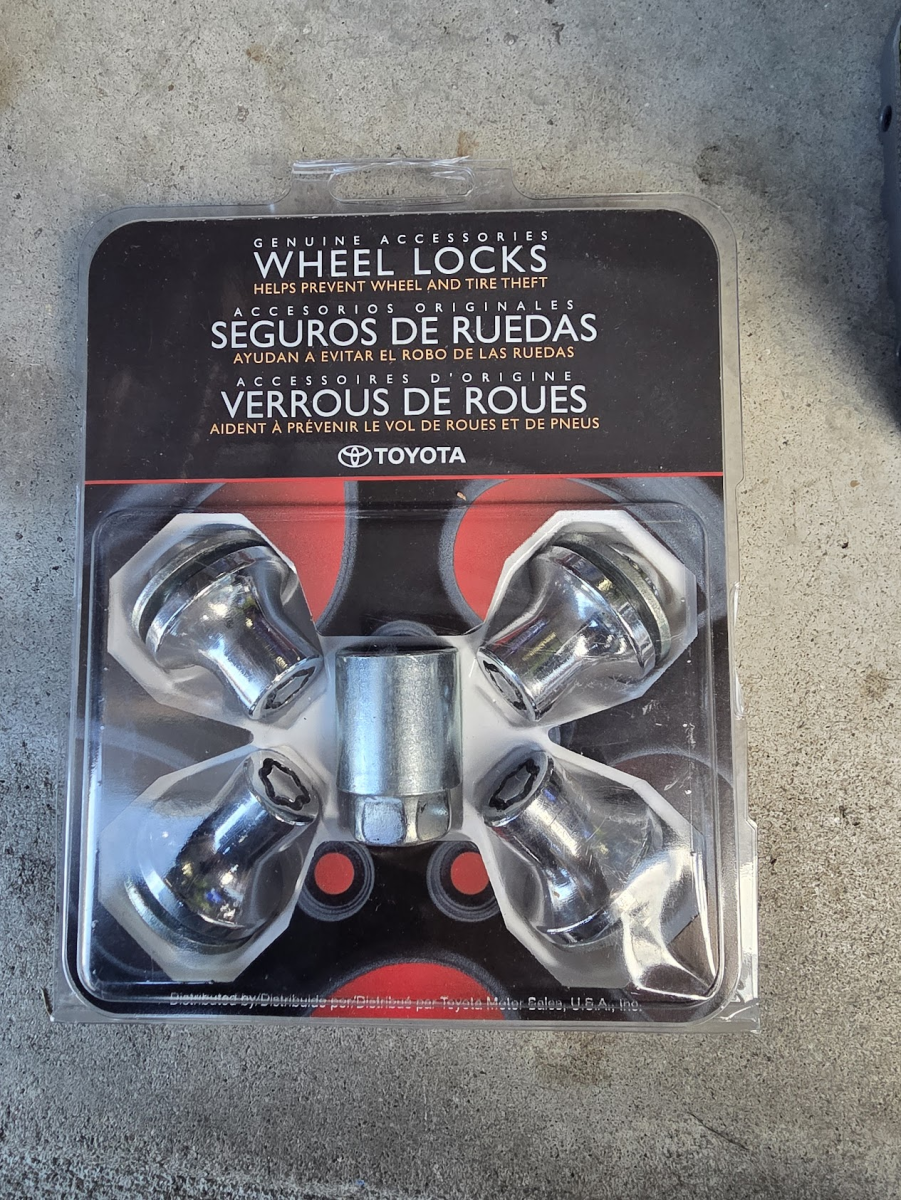 GENUINE ACCESSORIES
WHEEL LOCKS
HELPS PREVENT WHEEL AND TIRE THEFT
ACCESORIOS ORIGINALES
SEGUROS DE RUEDAS
AYUDAN A EVITAR EL ROBO DE LAS RUEDAS
ACCESSOIRES D'ORIGINE
VERROUS DE ROUES
AIDENT À PRÉVENIR LE VOL DE ROUES ET DE PNEUS
TOYOTA
Distributed by/Distribuido por/Distribué par Toyota Motor Sales, U.S.A., Inc.